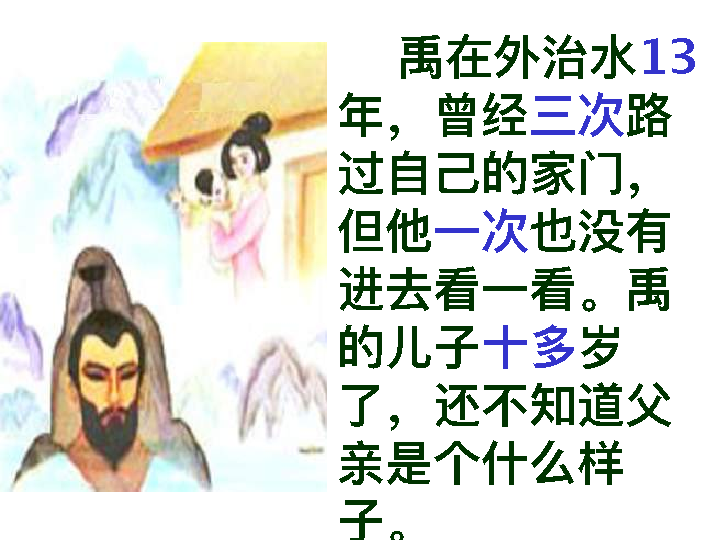 禹在外治水13
年，曾经三次路
过自己的家门，
但他一次也没有
进去看一看。禹
的儿子十多岁
了，还不知道父
亲是个什么样
子。